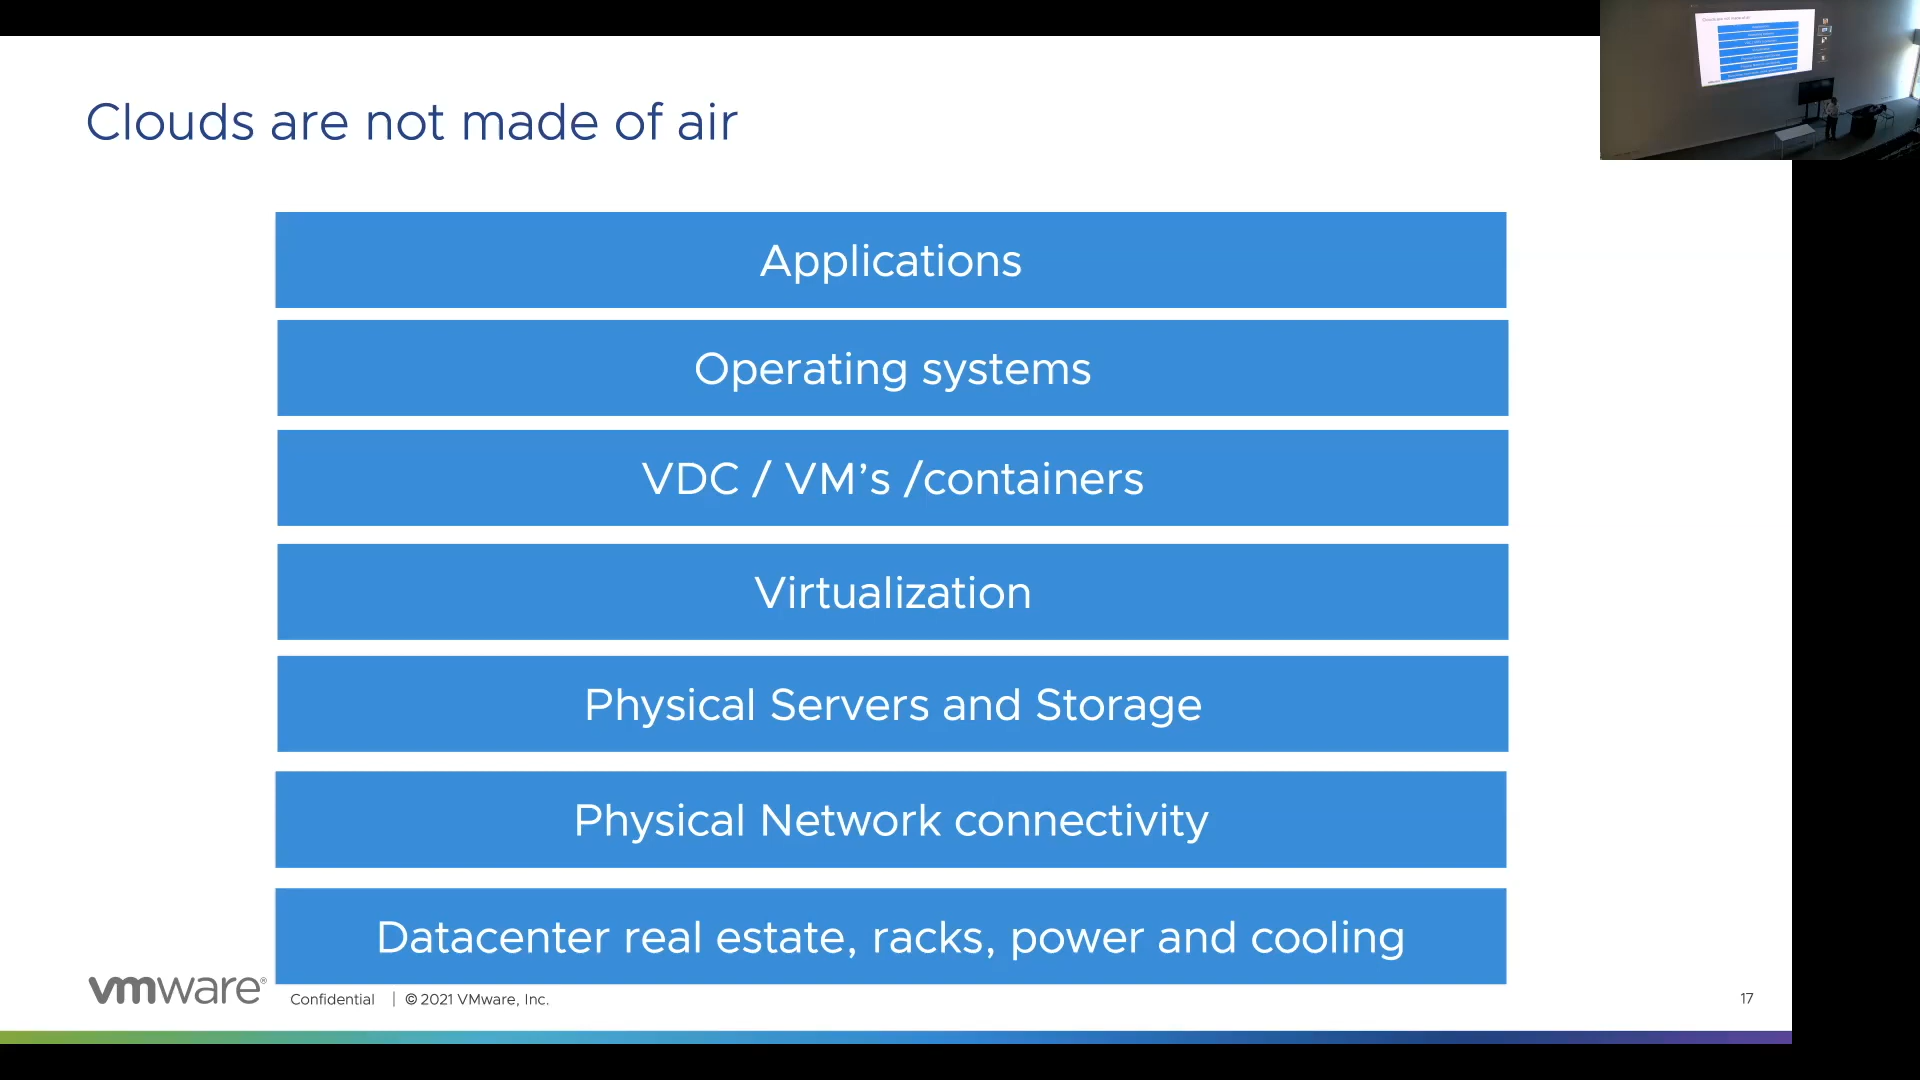 Clouds are not made of air
Applications
Operating systems
VDC / VM’s /containers
Virtualization
Physical Servers and Storage
Physical Network connectivity
Datacenter real estate, racks, power and cooling
vmware®
Confidential | © 2021 VMware, Inc.
17